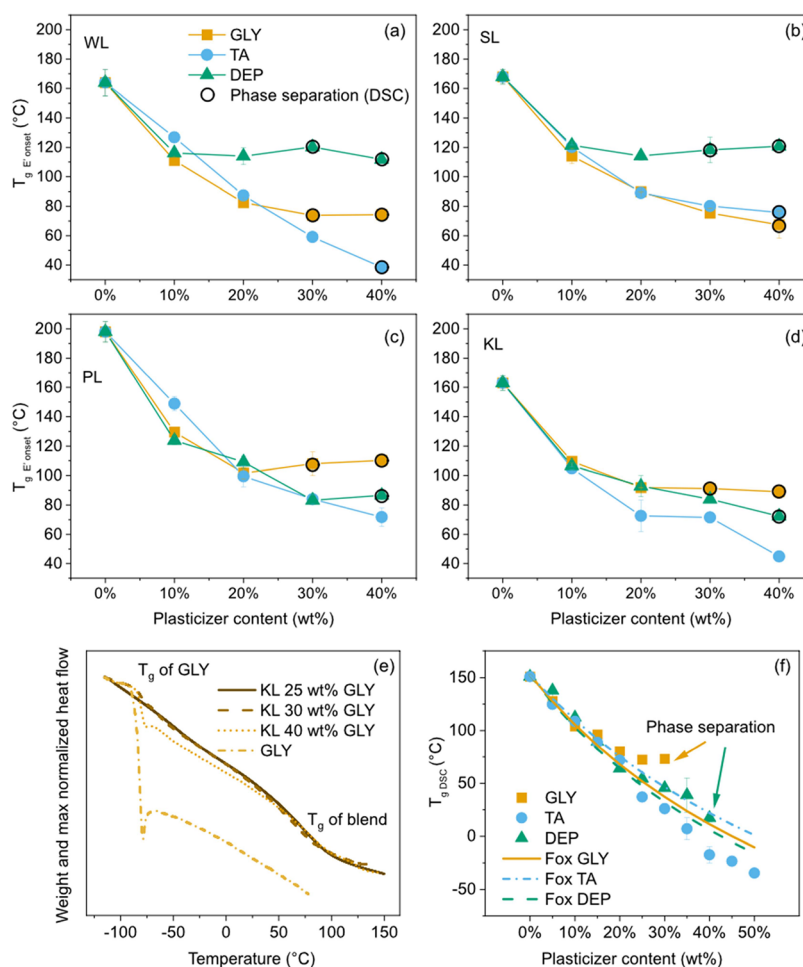 WL
GLY
TA
DEP
Phase separation (DSC)
(a)
T g E' onset (°C)
200
180
160
140
120
100
80
60
40
0%
10%
20%
30%
40%
SL
(b)
200
180
160
140
120
100
80
60
40
0%
10%
20%
30%
40%
PL
(c)
T g E' onset (°C)
200
180
160
140
120
100
80
60
40
0%
10%
20%
30%
40%
Plasticizer content (wt%)
KL
(d)
200
180
160
140
120
100
80
60
40
0%
10%
20%
30%
40%
Plasticizer content (wt%)
(e)
Weight and max normalized heat flow
Tg of GLY
KL 25 wt% GLY
KL 30 wt% GLY
KL 40 wt% GLY
GLY
Tg of blend
-100
-50
0
50
100
150
Temperature (°C)
(f)
T g DSC (°C)
150
100
50
0
-50
Phase separation
GLY
TA
DEP
Fox GLY
Fox TA
Fox DEP
0%
10%
20%
30%
40%
50%
Plasticizer content (wt%)